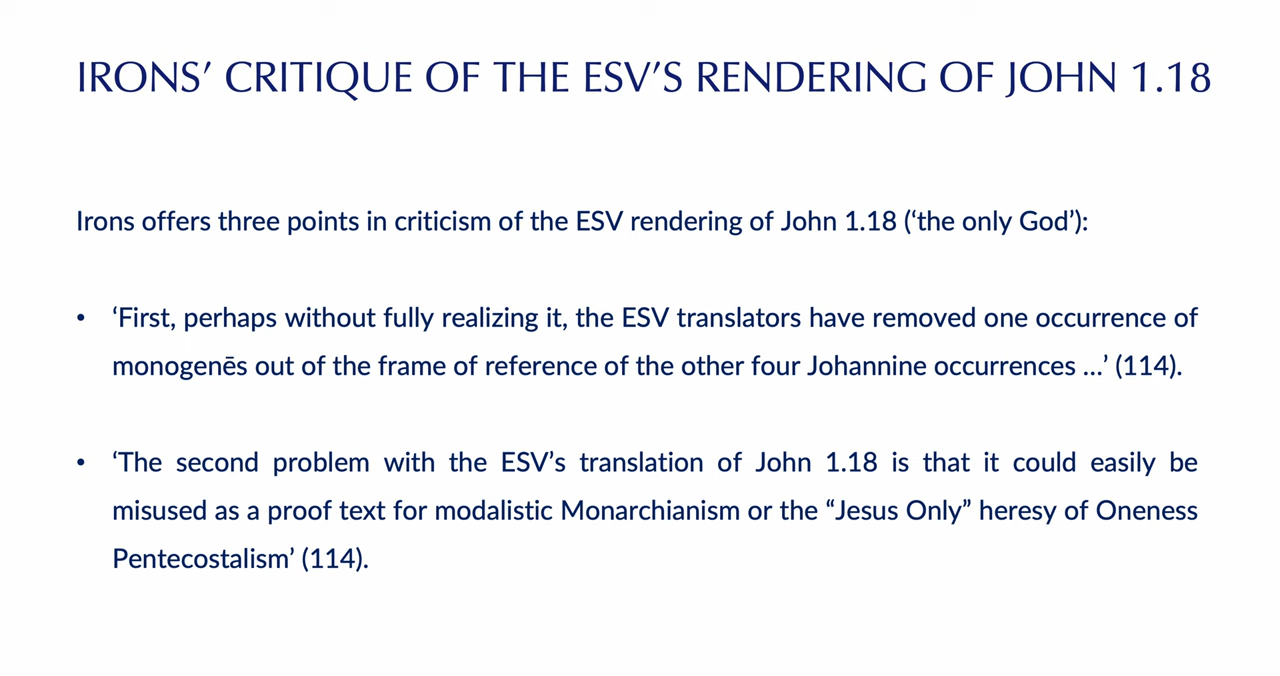 IRONS’ CRITIQUE OF THE ESV’S RENDERING OF JOHN 1.18
Irons offers three points in criticism of the ESV rendering of John 1.18 (‘the only God’):
• ‘First, perhaps without fully realizing it, the ESV translators have removed one occurrence of
monogenēs out of the frame of reference of the other four Johannine occurrences ...’ (114).
• ‘The second problem with the ESV’s translation of John 1.18 is that it could easily be
misused as a proof text for modalistic Monarchianism or the “Jesus Only” heresy of Oneness
Pentecostalism’ (114).